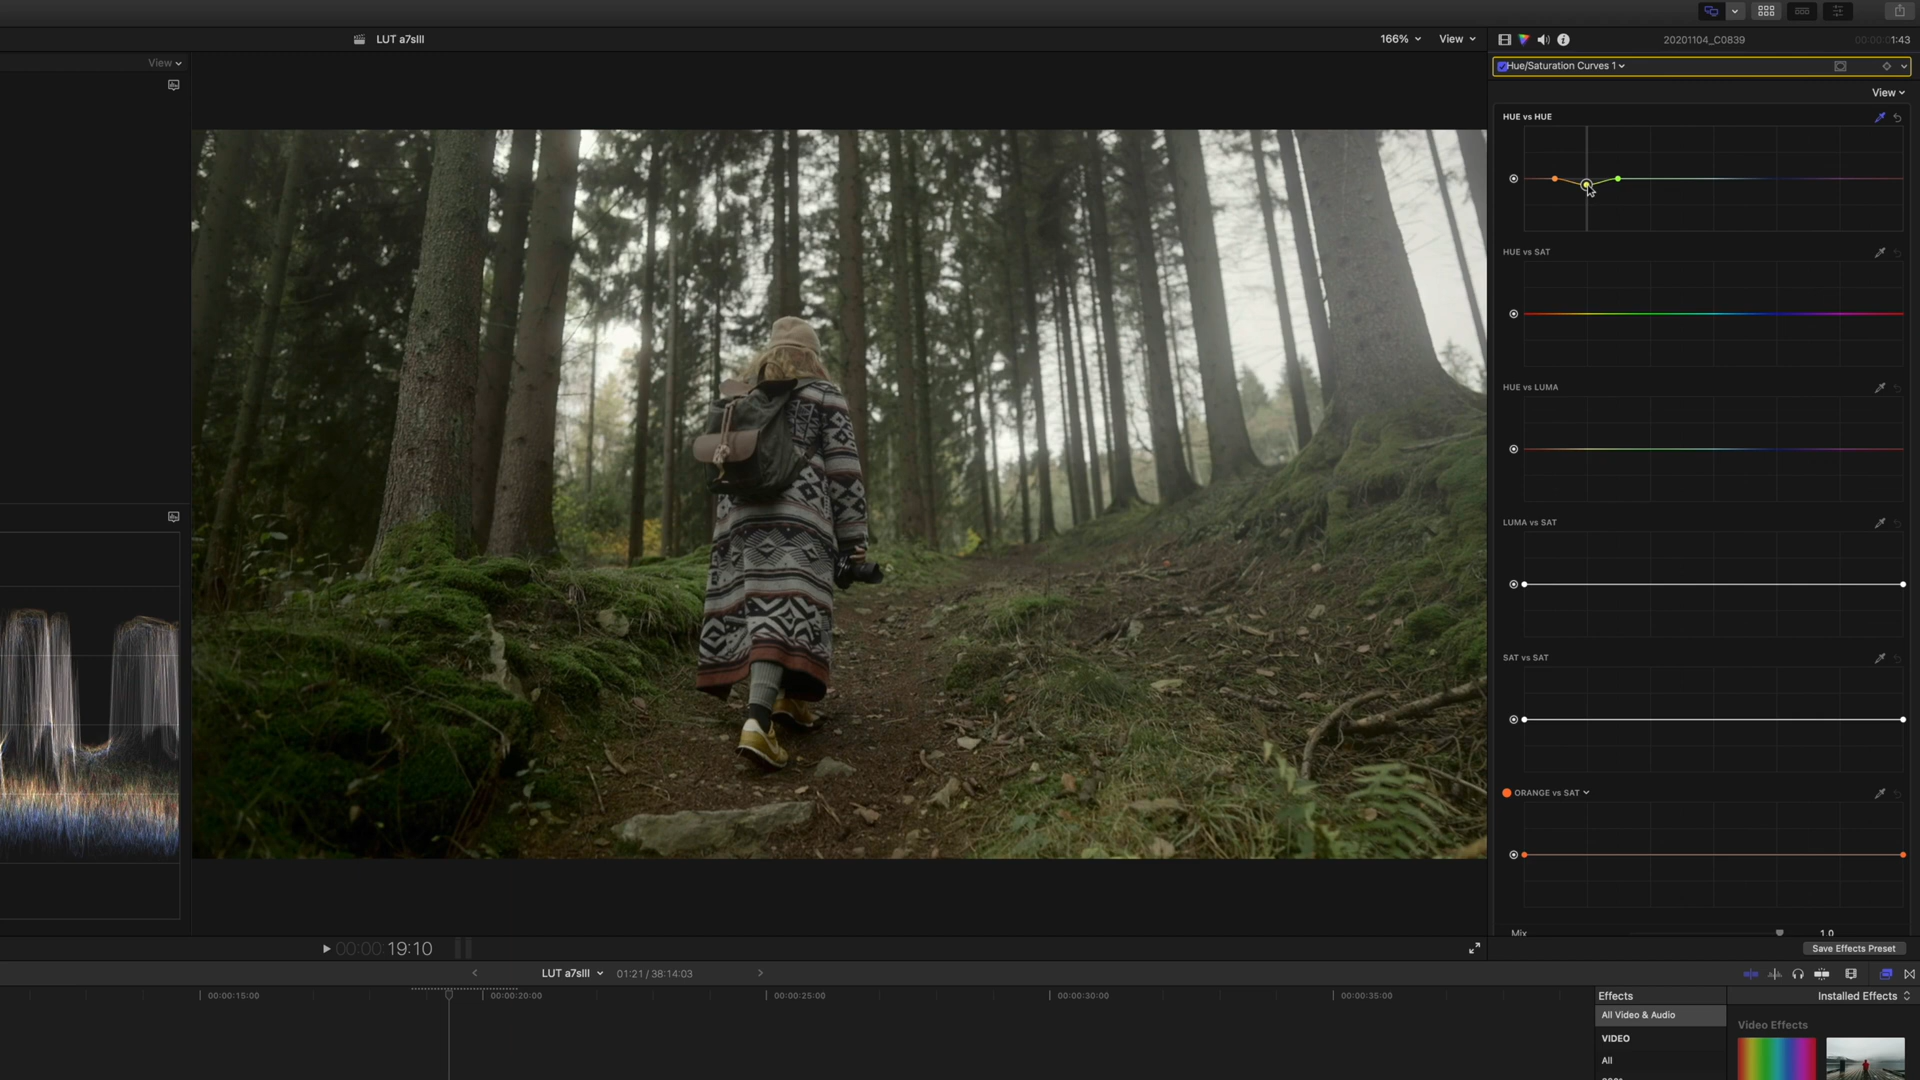 LUT a7sIII
166%
View
20201104_C0839
00:00:01:43
View
Hue/Saturation Curves 1
View
HUE vs HUE
HUE vs SAT
HUE vs LUMA
LUMA vs SAT
SAT vs SAT
ORANGE vs SAT
Mix
1.0
00:00:19:10
Save Effects Preset
LUT a7sIII
01:21 / 38:14:03
00:00:15:00
00:00:20:00
00:00:25:00
00:00:30:00
00:00:35:00
Effects
Installed Effects
All Video & Audio
Video Effects
VIDEO
All